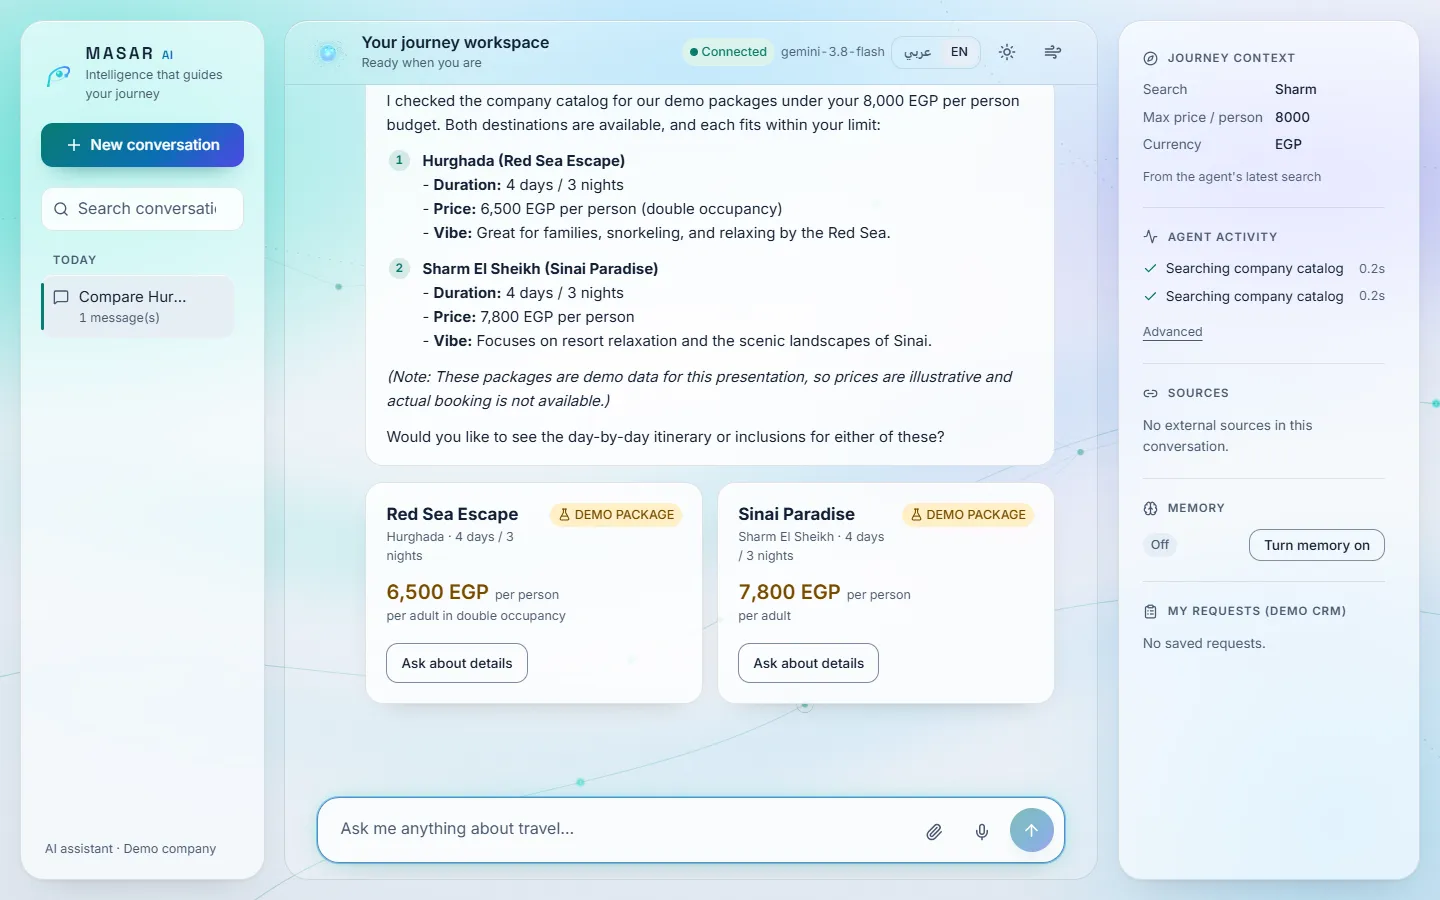 MASAR AI
Intelligence that guides
your journey
New conversation
Search conversati
TODAY
Compare Hur...
1 message(s)
AI assistant · Demo company
Your journey workspace
Ready when you are
Connected
gemini-3.8-flash
عربي
EN
I checked the company catalog for our demo packages under your 8,000 EGP per person
budget. Both destinations are available, and each fits within your limit:
1 Hurghada (Red Sea Escape)
- Duration: 4 days / 3 nights
- Price: 6,500 EGP per person (double occupancy)
- Vibe: Great for families, snorkeling, and relaxing by the Red Sea.
2 Sharm El Sheikh (Sinai Paradise)
- Duration: 4 days / 3 nights
- Price: 7,800 EGP per person
- Vibe: Focuses on resort relaxation and the scenic landscapes of Sinai.
(Note: These packages are demo data for this presentation, so prices are illustrative and
actual booking is not available.)
Would you like to see the day-by-day itinerary or inclusions for either of these?
Red Sea Escape
DEMO PACKAGE
Hurghada · 4 days / 3
nights
6,500 EGP per person
per adult in double occupancy
Ask about details
Sinai Paradise
DEMO PACKAGE
Sharm El Sheikh · 4 days
/ 3 nights
7,800 EGP per person
per adult
Ask about details
Ask me anything about travel...
JOURNEY CONTEXT
Search Sharm
Max price / person 8000
Currency EGP
From the agent's latest search
AGENT ACTIVITY
Searching company catalog 0.2s
Searching company catalog 0.2s
Advanced
SOURCES
No external sources in this
conversation.
MEMORY
Off
Turn memory on
MY REQUESTS (DEMO CRM)
No saved requests.